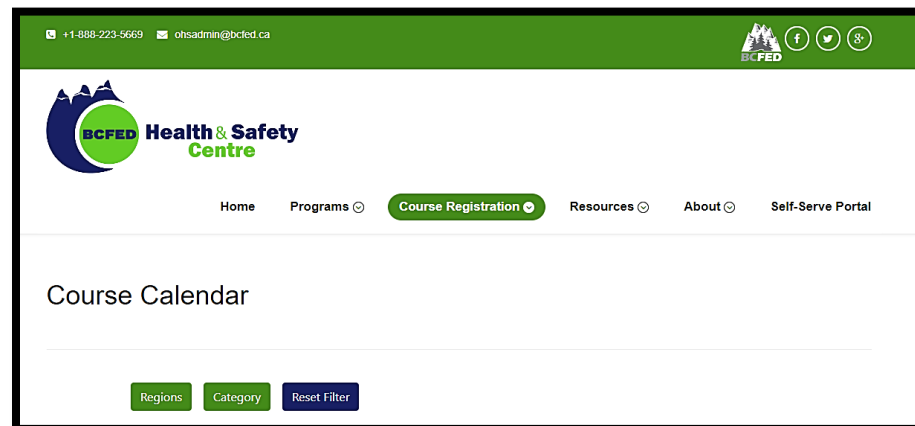 +1-888-223-5669 ohsadmin@bcfed.ca
BCFED
BCFED Health & Safety
Centre
Home Programs Course Registration Resources About Self-Serve Portal
Course Calendar
Regions Category Reset Filter